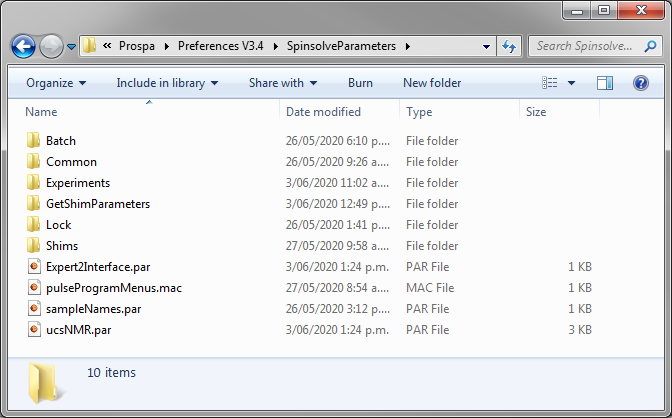 « Prospa ▸ Preferences V3.4 ▸ SpinsolveParameters ▸ Search Spinsolve...
Organize Include in library Share with Burn New folder
Name Date modified Type Size
Batch 26/05/2020 6:10 p.... File folder
Common 26/05/2020 9:26 a.... File folder
Experiments 3/06/2020 11:02 a... File folder
GetShimParameters 3/06/2020 12:49 p... File folder
Lock 26/05/2020 1:41 p.... File folder
Shims 27/05/2020 9:58 a... File folder
Expert2Interface.par 3/06/2020 1:24 p.m. PAR File 1 KB
pulseProgramMenus.mac 27/05/2020 8:54 a... MAC File 1 KB
sampleNames.par 26/05/2020 3:12 p... PAR File 1 KB
ucsNMR.par 3/06/2020 1:24 p.m. PAR File 3 KB
10 items